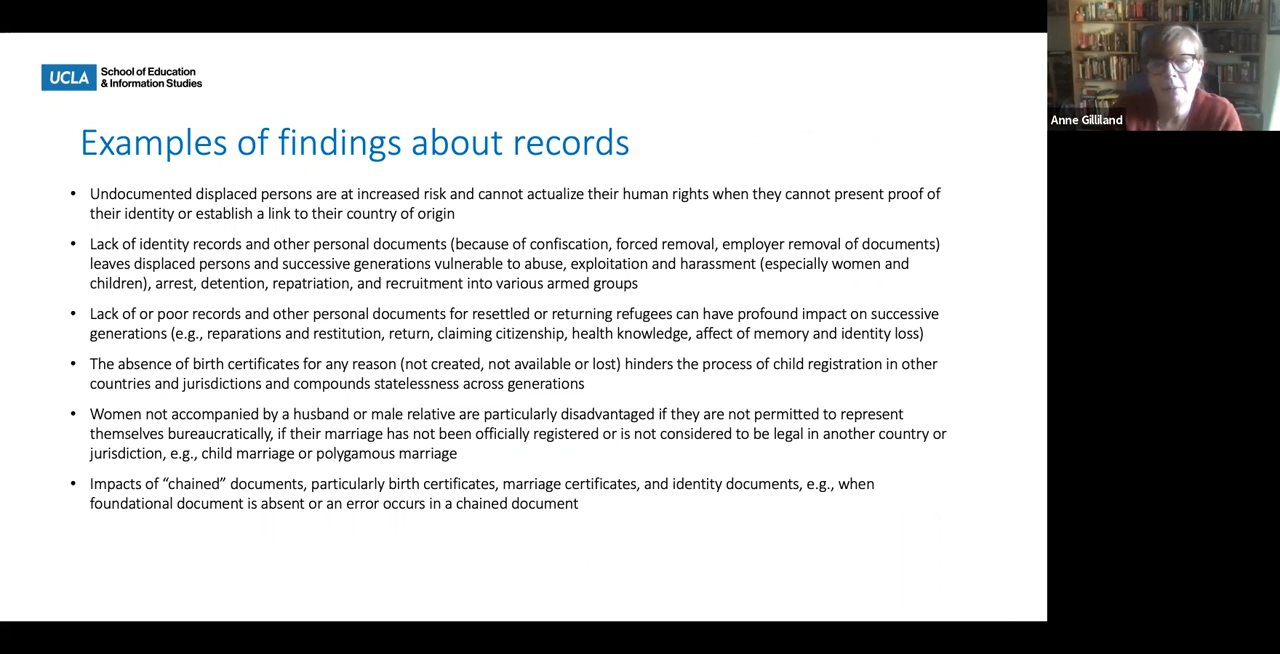 UCLA
School of Education
& Information Studies
Anne Gilliland
Examples of findings about records
• Undocumented displaced persons are at increased risk and cannot actualize their human rights when they cannot present proof of
their identity or establish a link to their country of origin
• Lack of identity records and other personal documents (because of confiscation, forced removal, employer removal of documents)
leaves displaced persons and successive generations vulnerable to abuse, exploitation and harassment (especially women and
children), arrest, detention, repatriation, and recruitment into various armed groups
• Lack of or poor records and other personal documents for resettled or returning refugees can have profound impact on successive
generations (e.g., reparations and restitution, return, claiming citizenship, health knowledge, affect of memory and identity loss)
• The absence of birth certificates for any reason (not created, not available or lost) hinders the process of child registration in other
countries and jurisdictions and compounds statelessness across generations
• Women not accompanied by a husband or male relative are particularly disadvantaged if they are not permitted to represent
themselves bureaucratically, if their marriage has not been officially registered or is not considered to be legal in another country or
jurisdiction, e.g., child marriage or polygamous marriage
• Impacts of “chained” documents, particularly birth certificates, marriage certificates, and identity documents, e.g., when
foundational document is absent or an error occurs in a chained document